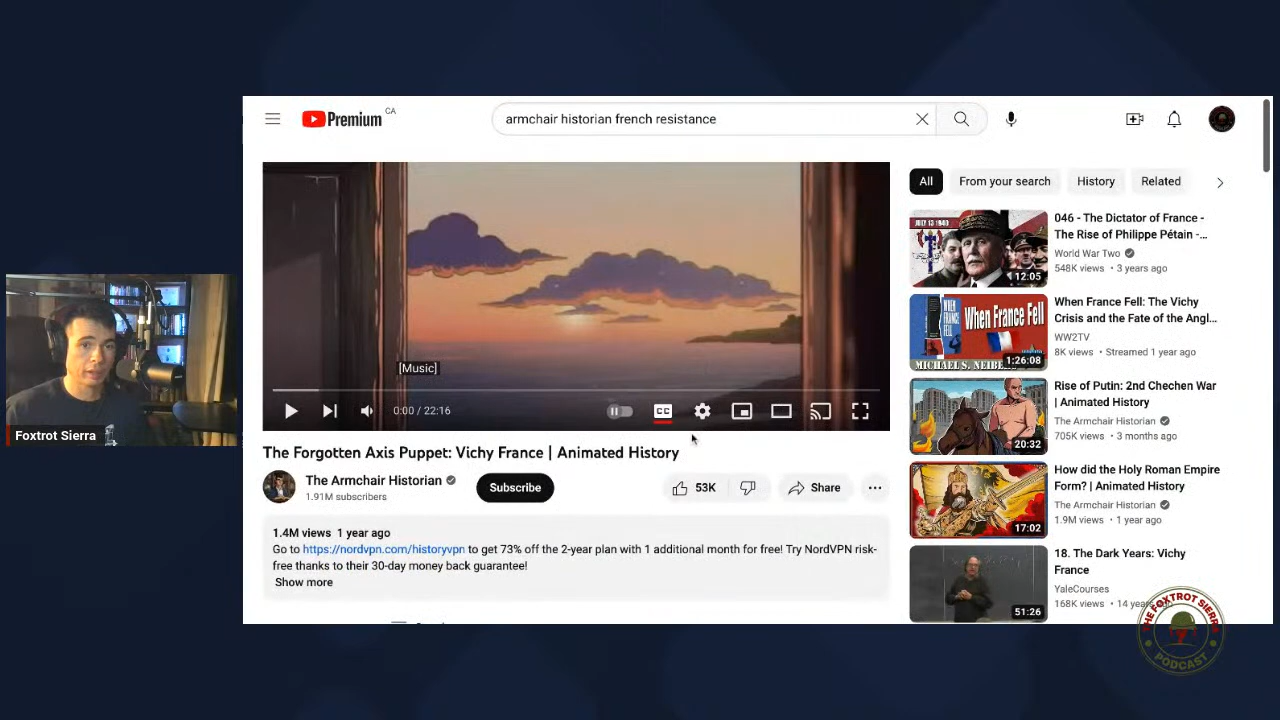 Premium CA
armchair historian french resistance
[Music]
0:00 / 22:16
CC
The Forgotten Axis Puppet: Vichy France | Animated History
The Armchair Historian
1.91M subscribers
Subscribe
53K
Share
1.4M views 1 year ago
Go to https://nordvpn.com/historyvpn to get 73% off the 2-year plan with 1 additional month for free! Try NordVPN risk-
free thanks to their 30-day money back guarantee!
Show more
All
From your search
History
Related
JULY 13 1940
12:05
046 - The Dictator of France -
The Rise of Philippe Pétain -...
World War Two
548K views • 3 years ago
WHEN FRANCE FELL
When France Fell
MICHAEL S. NEIBERG
1:26:08
When France Fell: The Vichy
Crisis and the Fate of the Angl...
WW2TV
8K views • Streamed 1 year ago
20:32
Rise of Putin: 2nd Chechen War
| Animated History
The Armchair Historian
705K views • 3 months ago
17:02
How did the Holy Roman Empire
Form? | Animated History
The Armchair Historian
1.9M views • 1 year ago
51:26
18. The Dark Years: Vichy
France
YaleCourses
168K views • 14 years
Foxtrot Sierra
THE FOXTROT SIERRA
PODCAST